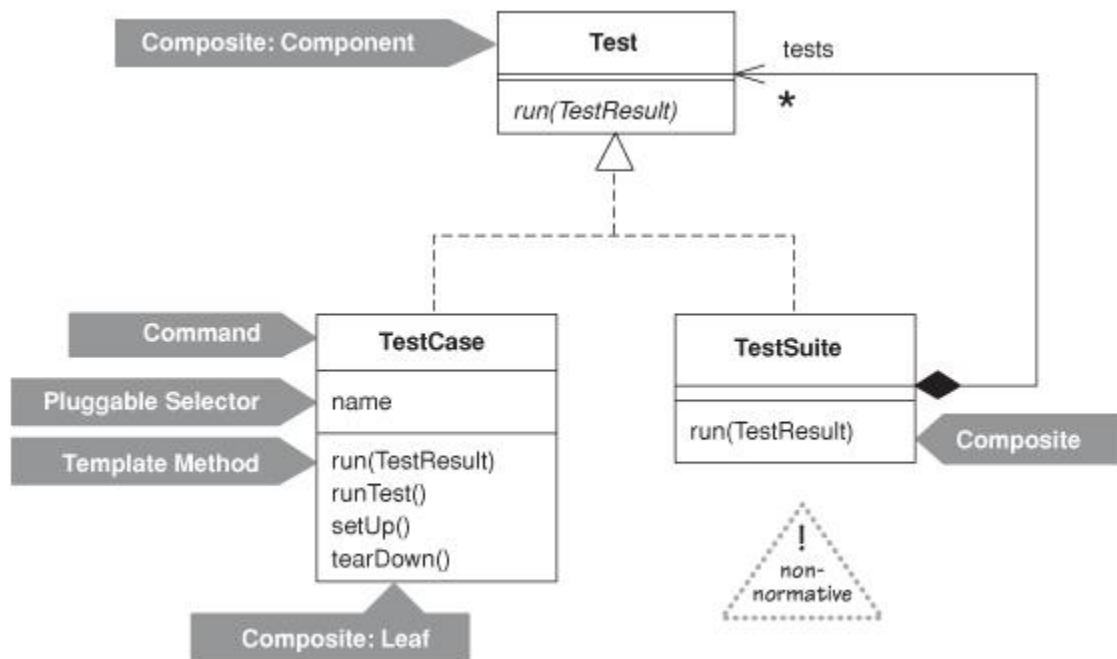 Composite: Component
Test
tests
*
run(TestResult)
Command
TestCase
TestSuite
Pluggable Selector
name
run(TestResult)
Composite
Template Method
run(TestResult)
runTest()
setUp()
tearDown()
!
non-
normative
Composite: Leaf